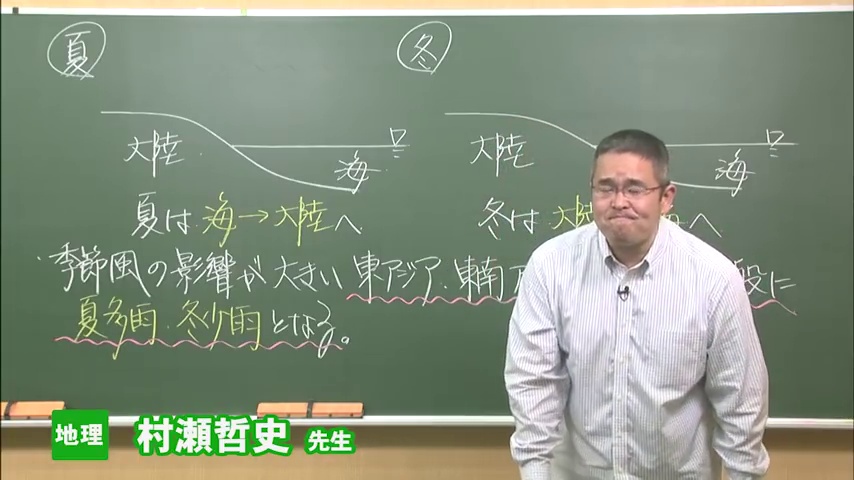 夏
冬
大陸
海
大陸
海
夏は 海→大陸へ
冬は 大陸 へ
季節風の影響が大きい 東アジア・東南ア 般に
夏多雨・冬少雨となる。
地理 村瀬哲史 先生